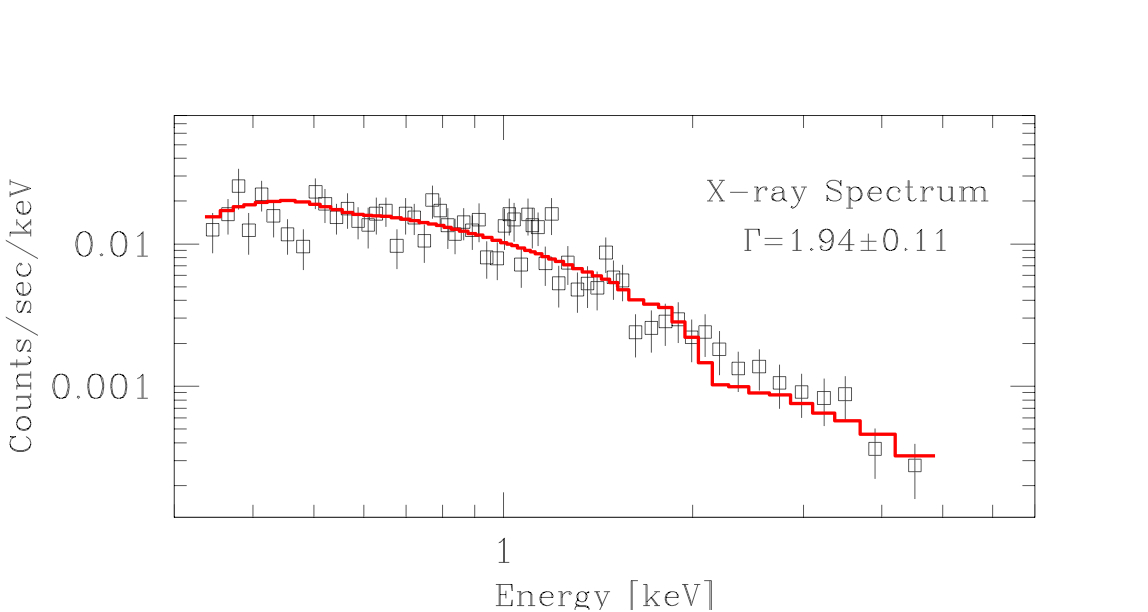 X-ray Spectrum
Γ=1.94±0.11
Counts/sec/keV
0.01
0.001
1
Energy [keV]